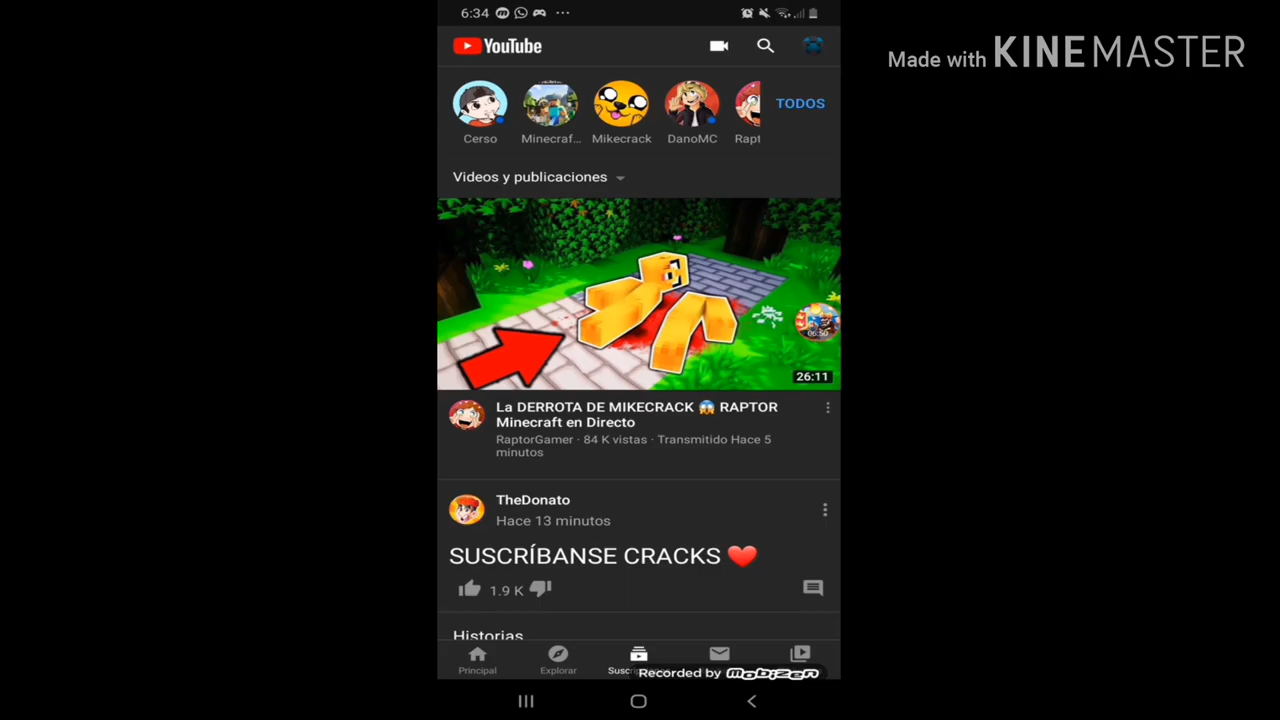 6:34
YouTube
Made with KINEMASTER
TODOS
Cerso
Minecraf...
Mikecrack
DanoMC
Rapt
Videos y publicaciones
06:50
26:11
La DERROTA DE MIKECRACK 😱 RAPTOR
Minecraft en Directo
RaptorGamer · 84 K vistas · Transmitido Hace 5
minutos
TheDonato
Hace 13 minutos
SUSCRÍBANSE CRACKS ❤️
1.9 K
Historias
Principal
Explorar
Recorded by mobizen